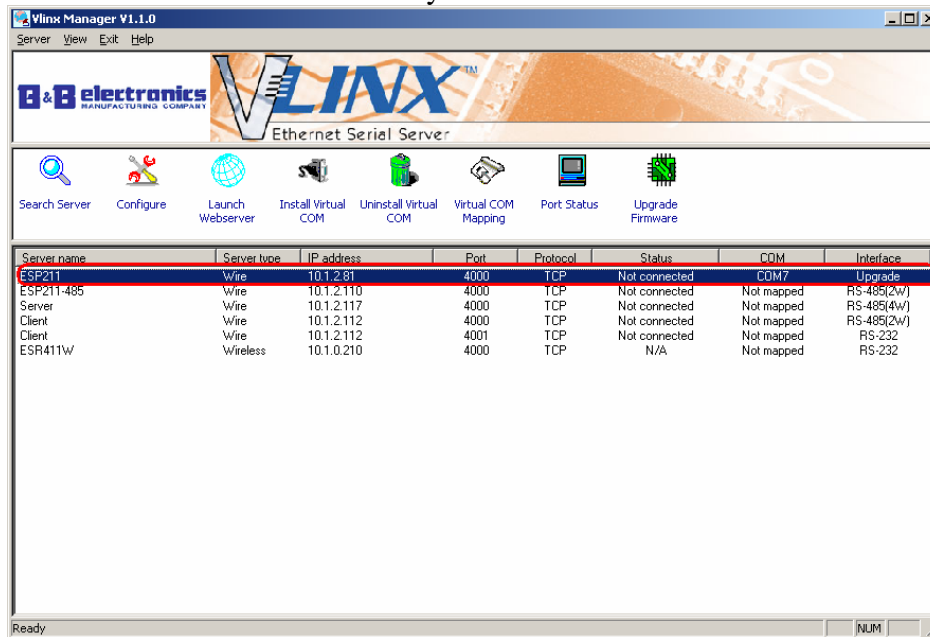 y
Vlinx Manager V1.1.0
Server View Exit Help
B&B electronics
MANUFACTURING COMPANY
VLINX TM
Ethernet Serial Server
Search Server Configure Launch Webserver Install Virtual COM Uninstall Virtual COM Virtual COM Mapping Port Status Upgrade Firmware
Server name Server type IP address Port Protocol Status COM Interface
ESP211 Wire 10.1.2.81 4000 TCP Not connected COM7 Upgrade
ESP211-485 Wire 10.1.2.110 4000 TCP Not connected Not mapped RS-485(2W)
Server Wire 10.1.2.117 4000 TCP Not connected Not mapped RS-485(4W)
Client Wire 10.1.2.112 4000 TCP Not connected Not mapped RS-485(2W)
Client Wire 10.1.2.112 4001 TCP Not connected Not mapped RS-232
ESR411W Wireless 10.1.0.210 4000 TCP N/A Not mapped RS-232
Ready NUM